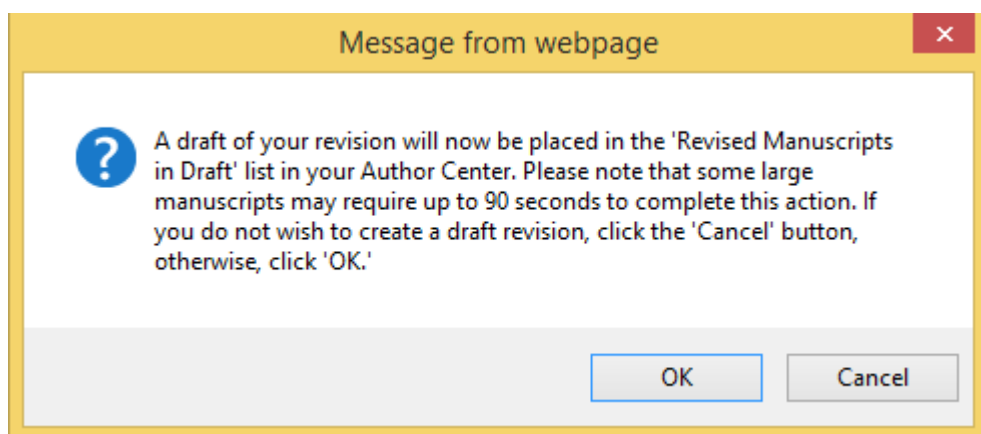 Message from webpage
A draft of your revision will now be placed in the 'Revised Manuscripts
in Draft' list in your Author Center. Please note that some large
manuscripts may require up to 90 seconds to complete this action. If
you do not wish to create a draft revision, click the 'Cancel' button,
otherwise, click 'OK.'
OK
Cancel